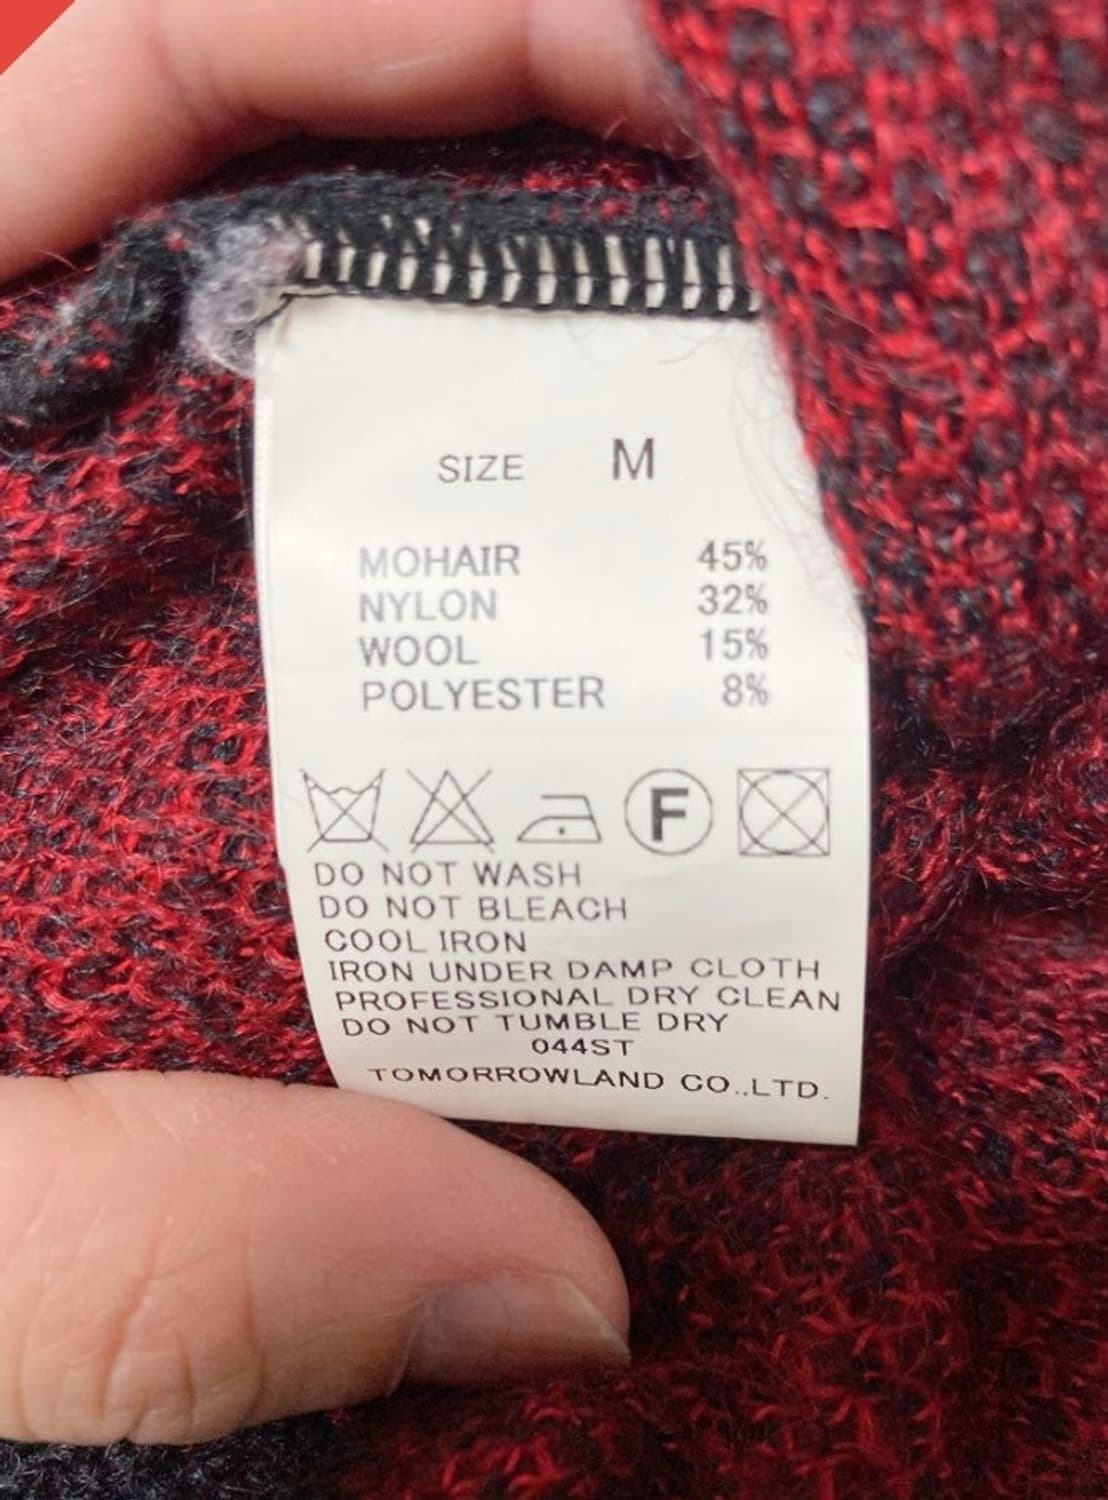 SIZE M
MOHAIR 45%
NYLON 32%
WOOL 15%
POLYESTER 8%
F
DO NOT WASH
DO NOT BLEACH
COOL IRON
IRON UNDER DAMP CLOTH
PROFESSIONAL DRY CLEAN
DO NOT TUMBLE DRY
044ST
TOMORROWLAND CO.,LTD.